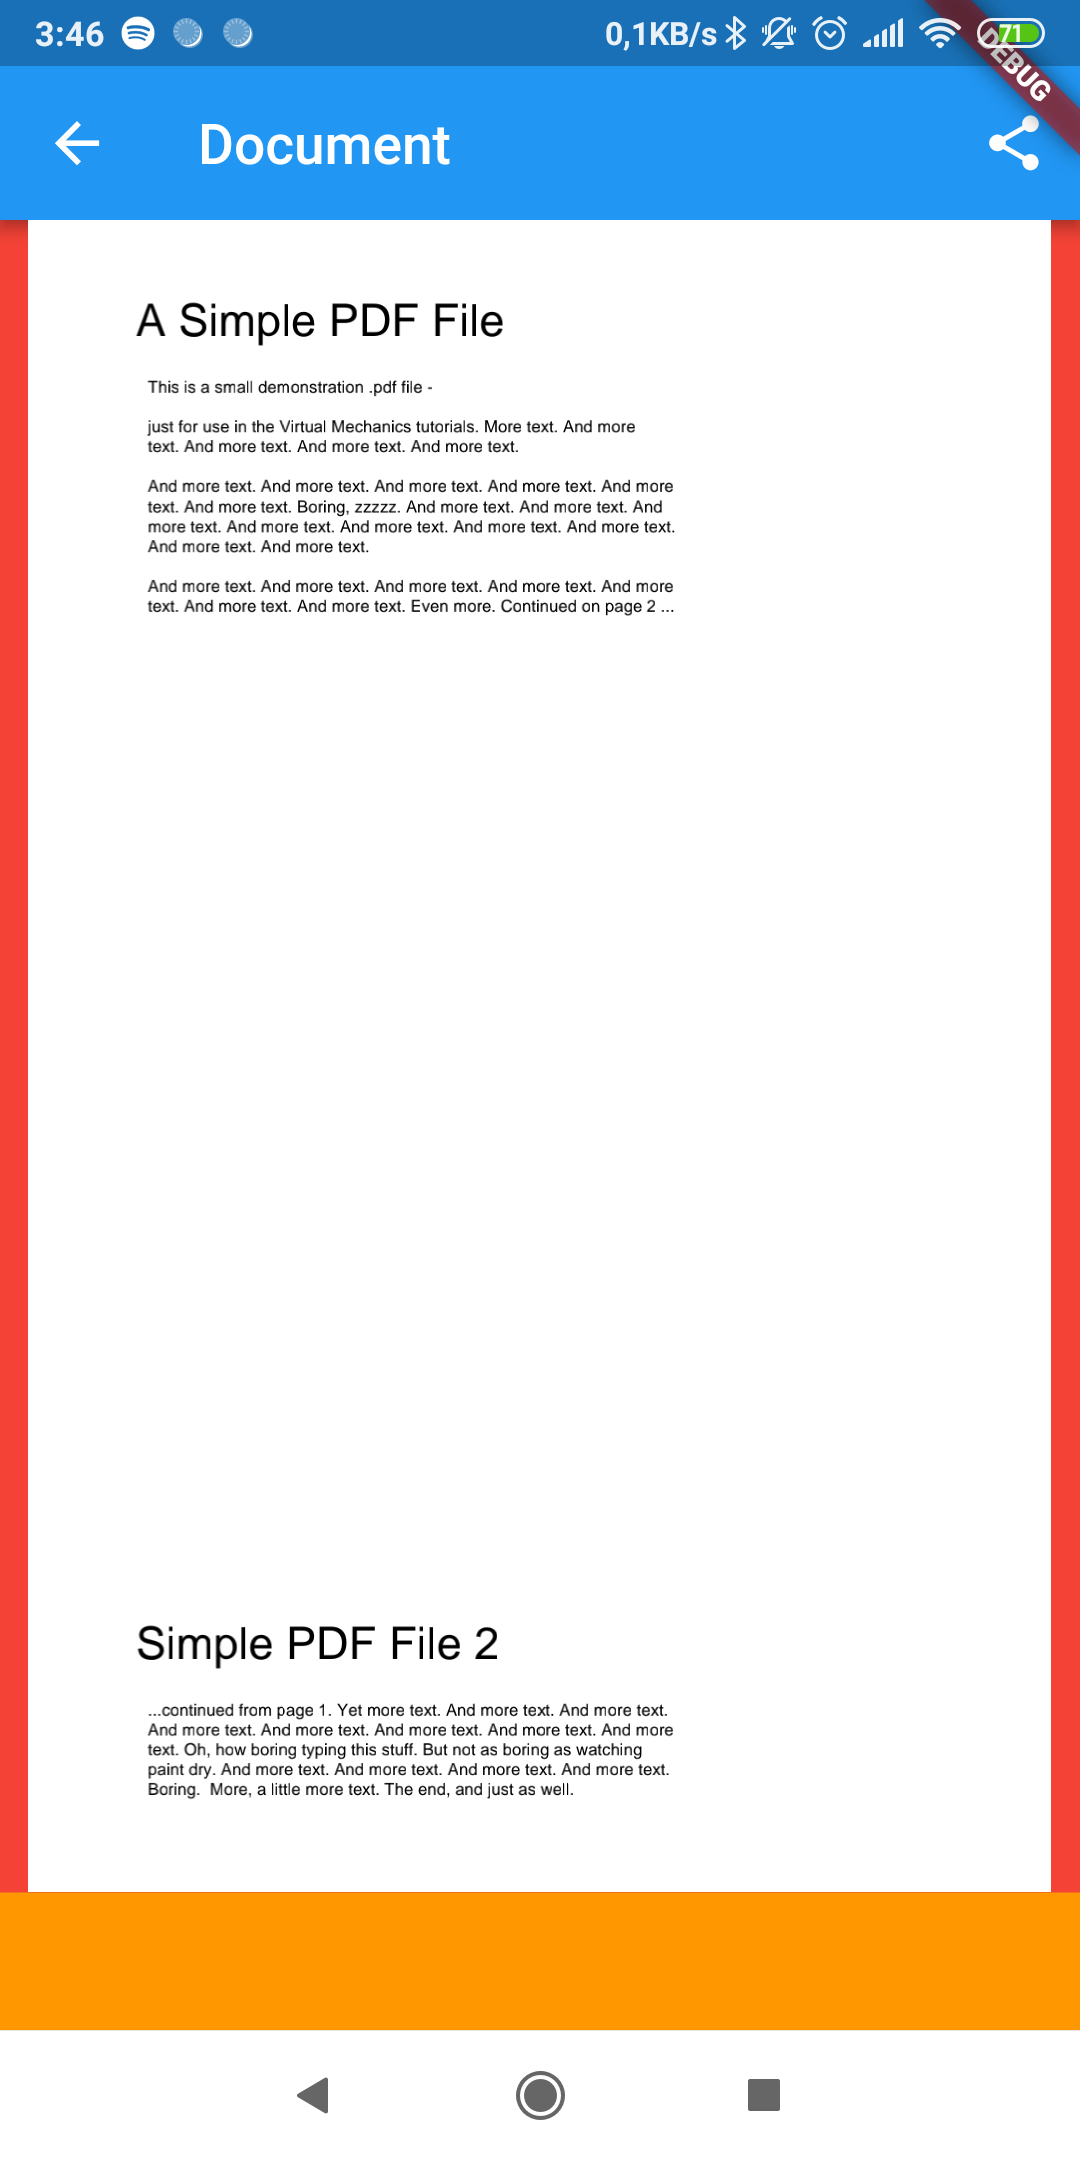 3:46
0,1KB/s
71
DEBUG
Document
A Simple PDF File
This is a small demonstration .pdf file -
just for use in the Virtual Mechanics tutorials. More text. And more
text. And more text. And more text. And more text.
And more text. And more text. And more text. And more text. And more
text. And more text. Boring, zzzzz. And more text. And more text. And
more text. And more text. And more text. And more text. And more text.
And more text. And more text.
And more text. And more text. And more text. And more text. And more
text. And more text. And more text. Even more. Continued on page 2 ...
Simple PDF File 2
...continued from page 1. Yet more text. And more text. And more text.
And more text. And more text. And more text. And more text. And more
text. Oh, how boring typing this stuff. But not as boring as watching
paint dry. And more text. And more text. And more text. And more text.
Boring.  More, a little more text. The end, and just as well.